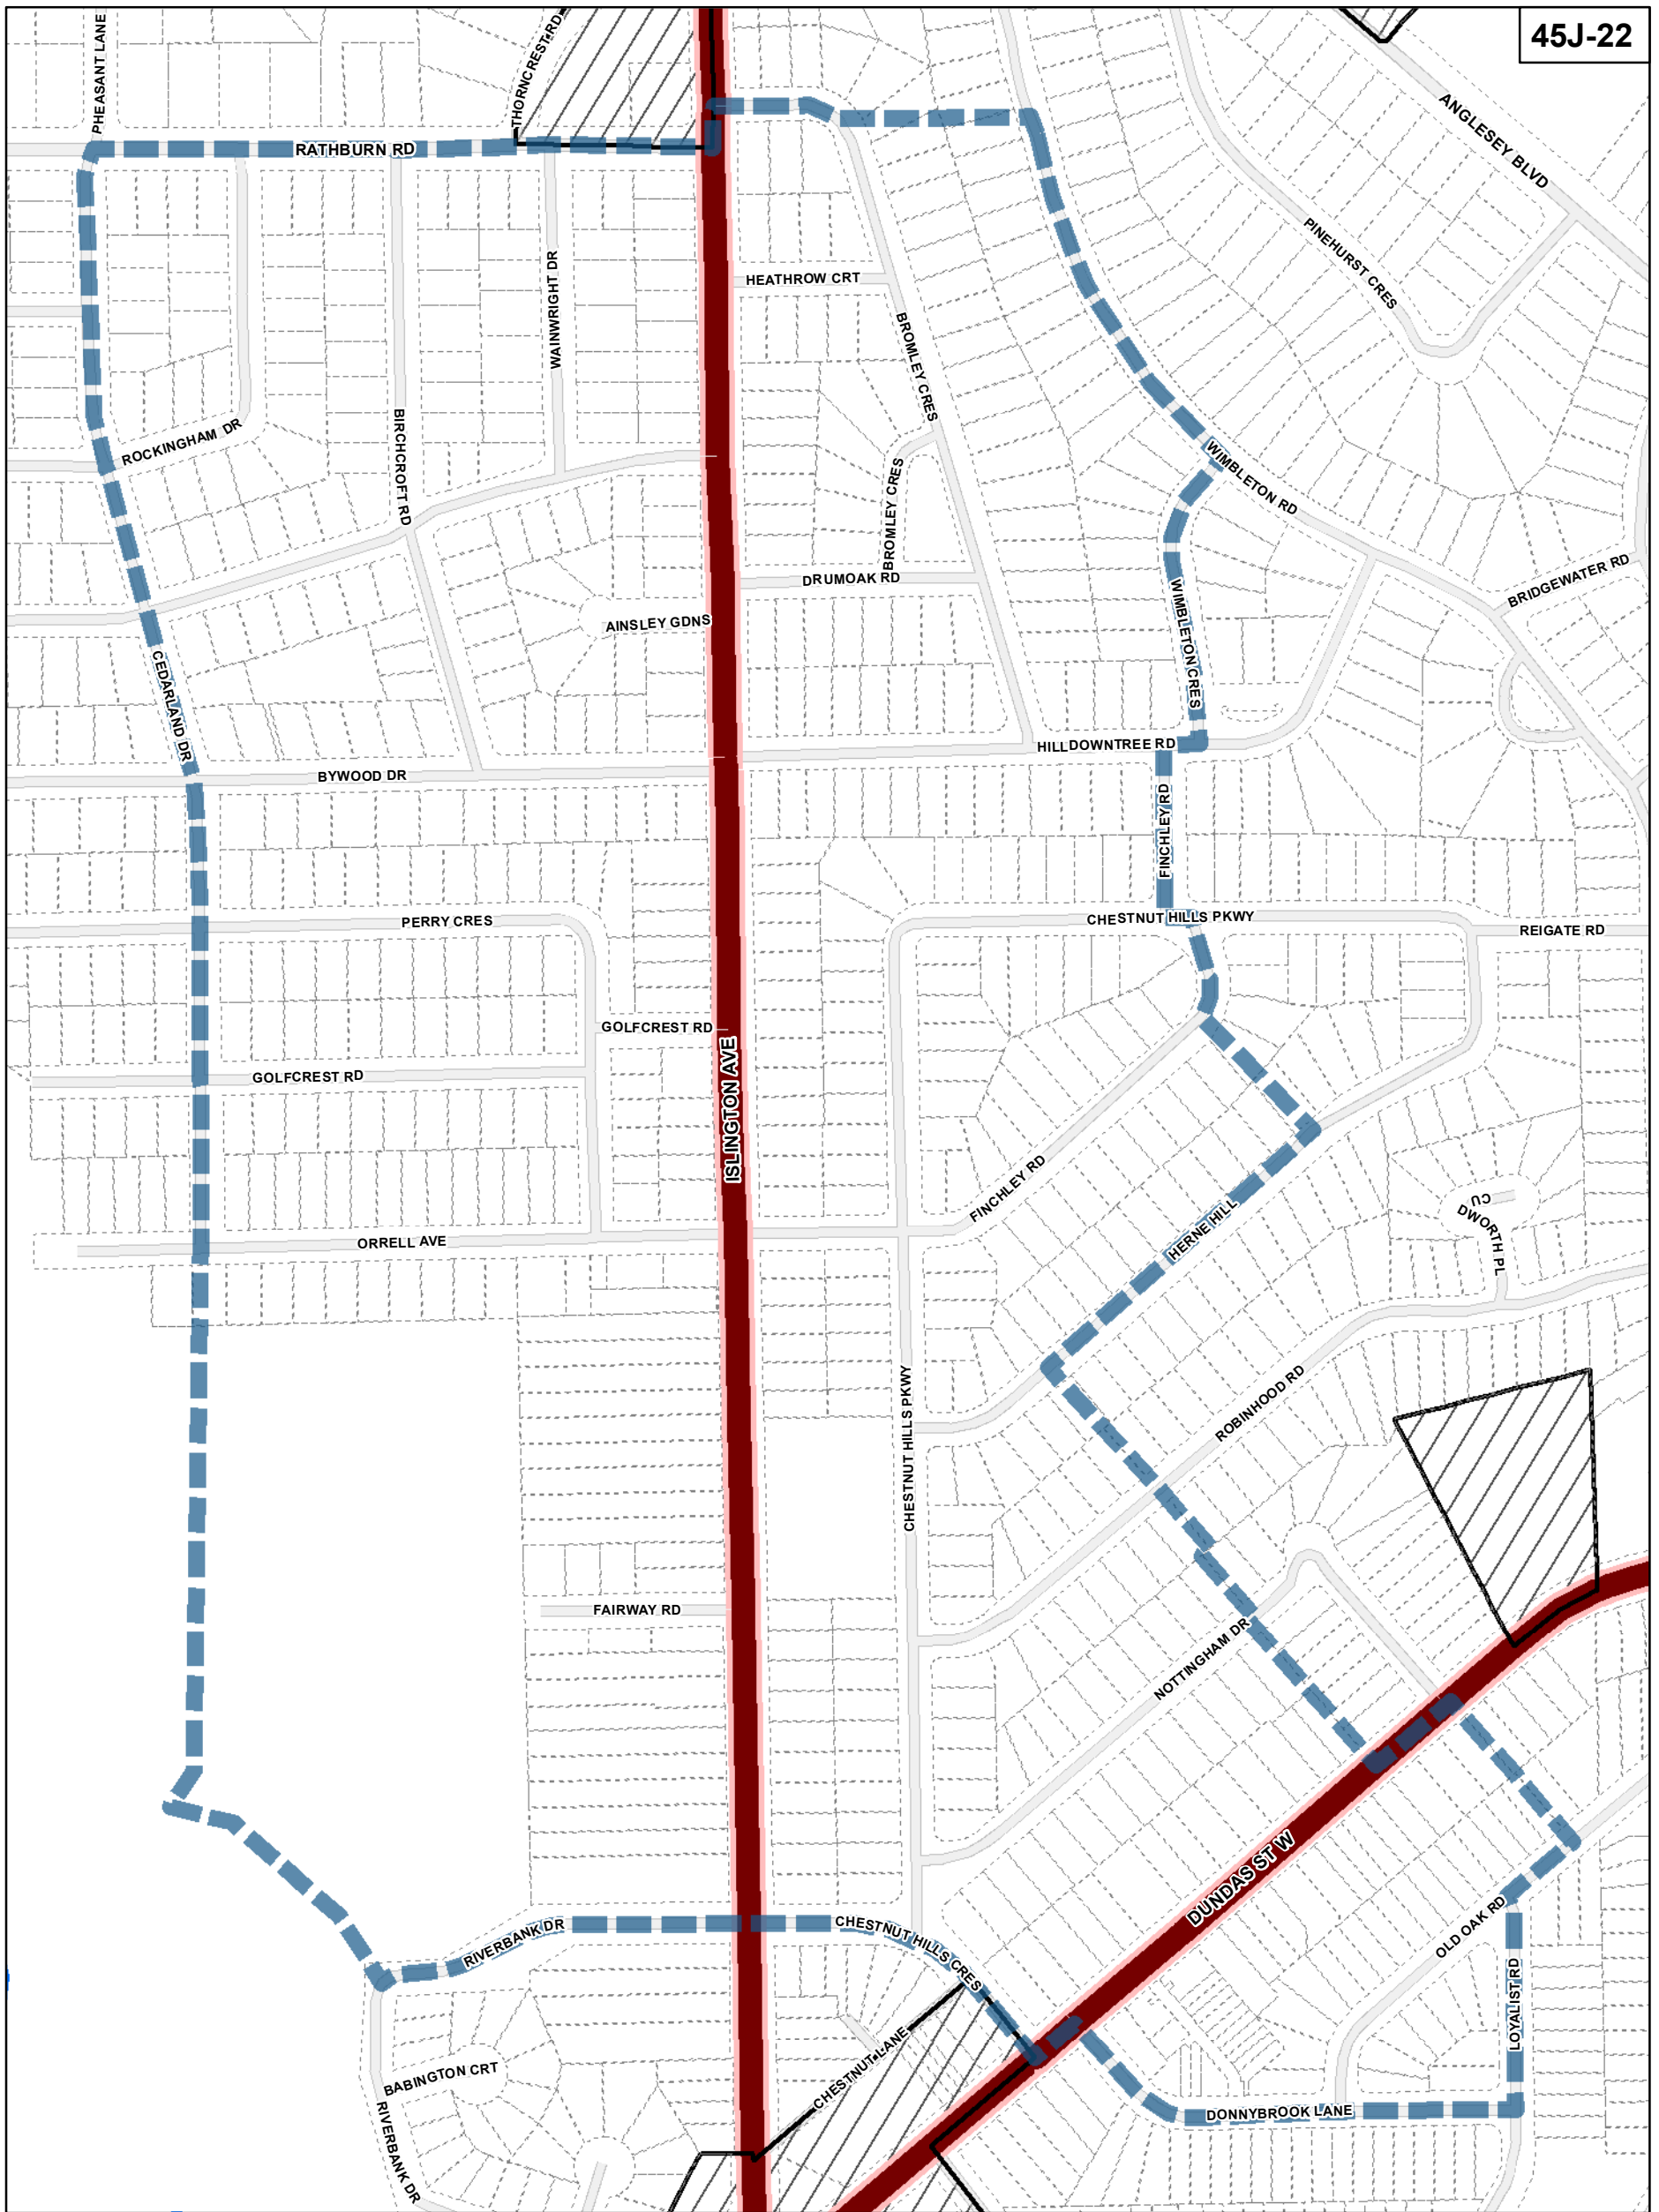 45J-22
PHEASANT LANE
THORNCREST RD
ANGLESEY BLVD
RATHBURN RD
PINEHURST CRES
WAINWRIGHT DR
HEATHROW CRT
BROMLEY CRES
BIRCHCROFT RD
ROCKINGHAM DR
WIMBLETON RD
BROMLEY CRES
DRUMOAK RD
BRIDGEWATER RD
AINSLEY GDNS
WIMBLETON CRES
CEDARLAND DR
HILLDOWNTREE RD
BYWOOD DR
FINCHLEY RD
PERRY CRES
CHESTNUT HILLS PKWY
REIGATE RD
GOLFCREST RD
GOLFCREST RD
ISLINGTON AVE
FINCHLEY RD
HERNE HILL
CU
DWORTH PL
ORRELL AVE
CHESTNUT HILLS PKWY
ROBINHOOD RD
FAIRWAY RD
NOTTINGHAM DR
DUNDAS ST W
RIVERBANK DR
CHESTNUT HILLS CRES
OLD OAK RD
LOYALIST RD
CHESTNUT LANE
BABINGTON CRT
DONNYBROOK LANE
RIVERBANK DR